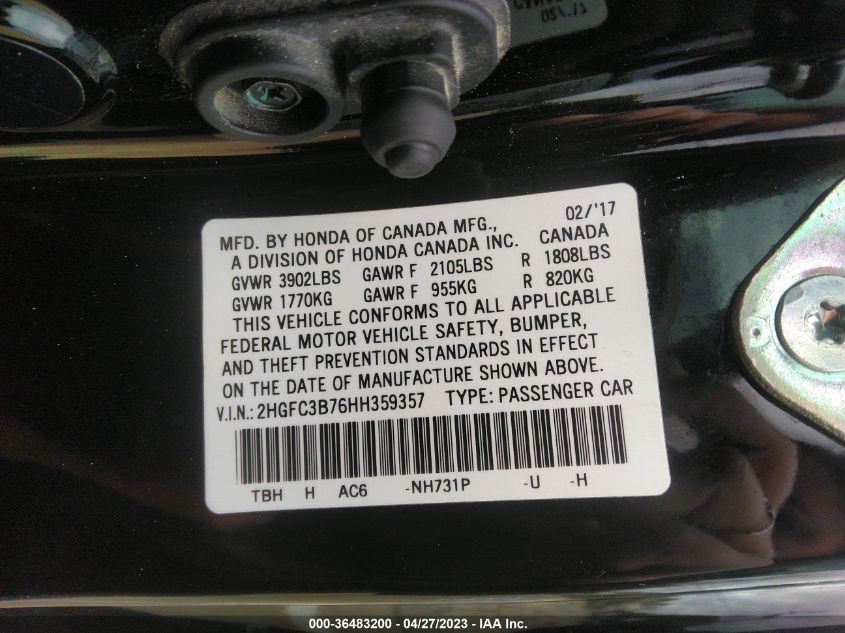 02/'17
MFD. BY HONDA OF CANADA MFG.,
A DIVISION OF HONDA CANADA INC. CANADA
GVWR 3902LBS GAWR F 2105LBS R 1808LBS
GVWR 1770KG GAWR F 955KG R 820KG
THIS VEHICLE CONFORMS TO ALL APPLICABLE
FEDERAL MOTOR VEHICLE SAFETY, BUMPER,
AND THEFT PREVENTION STANDARDS IN EFFECT
ON THE DATE OF MANUFACTURE SHOWN ABOVE.
V.I.N.: 2HGFC3B76HH359357 TYPE: PASSENGER CAR
TBH H AC6 -NH731P -U -H
000-36483200 - 04/27/2023 - IAA Inc.